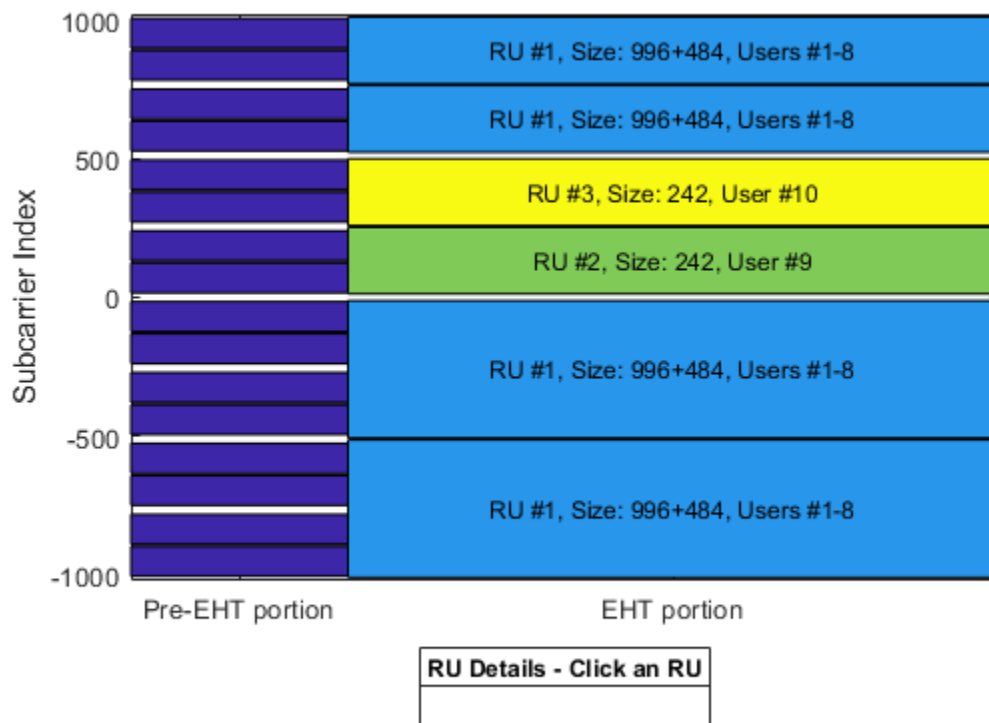 1000
500
0
-500
-1000
Subcarrier Index
RU #1, Size: 996+484, Users #1-8
RU #1, Size: 996+484, Users #1-8
RU #3, Size: 242, User #10
RU #2, Size: 242, User #9
RU #1, Size: 996+484, Users #1-8
RU #1, Size: 996+484, Users #1-8
Pre-EHT portion
EHT portion
RU Details - Click an RU